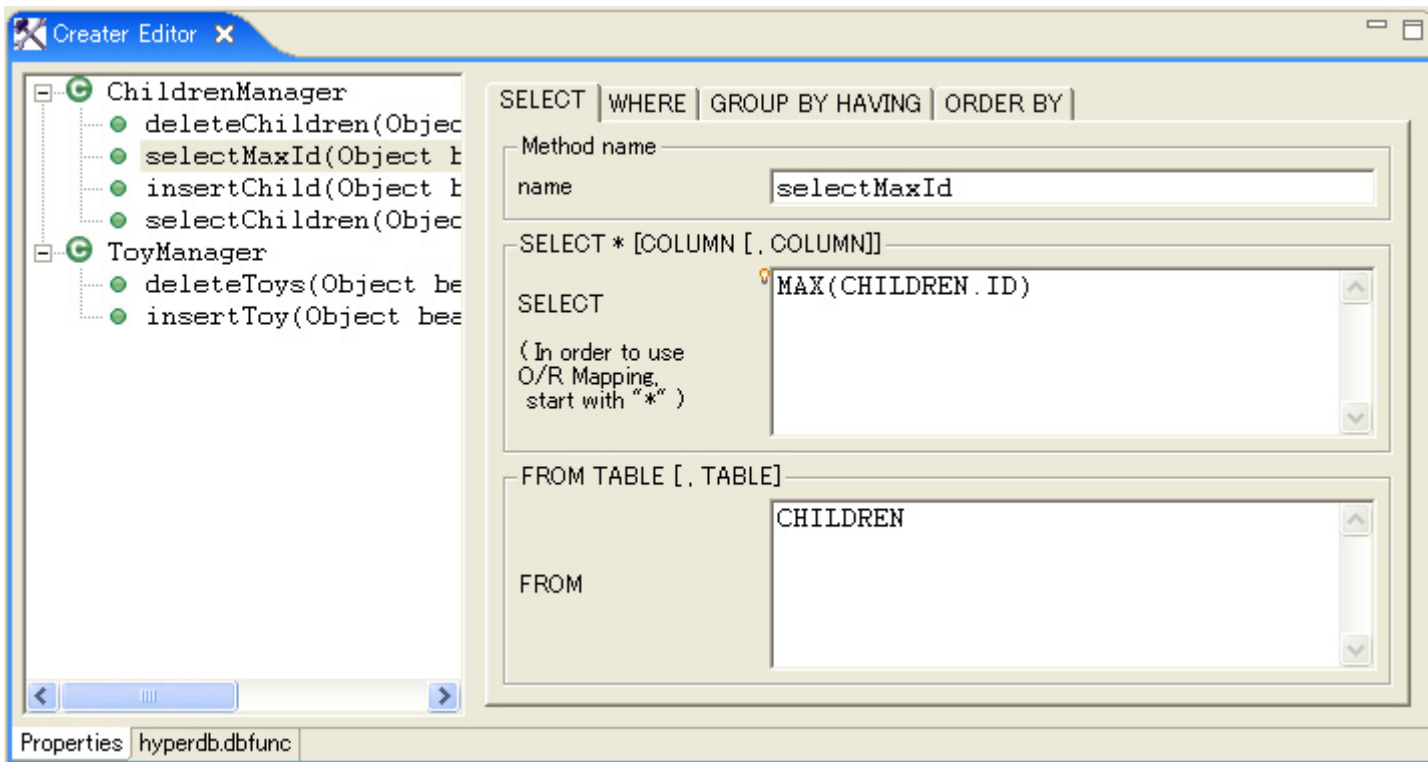 Creater Editor
ChildrenManager
deleteChildren(Objec
selectMaxId(Object b
insertChild(Object b
selectChildren(Objec
ToyManager
deleteToys(Object be
insertToy(Object bea
SELECT WHERE GROUP BY HAVING ORDER BY
Method name
name selectMaxId
SELECT * [COLUMN [, COLUMN]]
MAX(CHILDREN.ID)
SELECT
(In order to use
O/R Mapping,
start with "*" )
FROM TABLE [, TABLE]
CHILDREN
FROM
Properties hyperdb.dbfunc